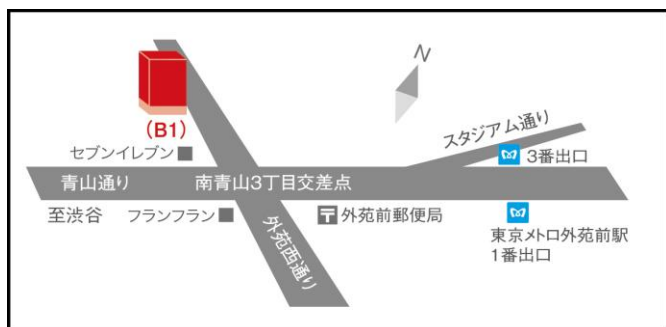 N
スタジアム通り
(B1)
セブンイレブン
3番出口
青山通り
南青山3丁目交差点
至渋谷
フランフラン
〒外苑前郵便局
外苑西通り
東京メトロ外苑前駅
1番出口